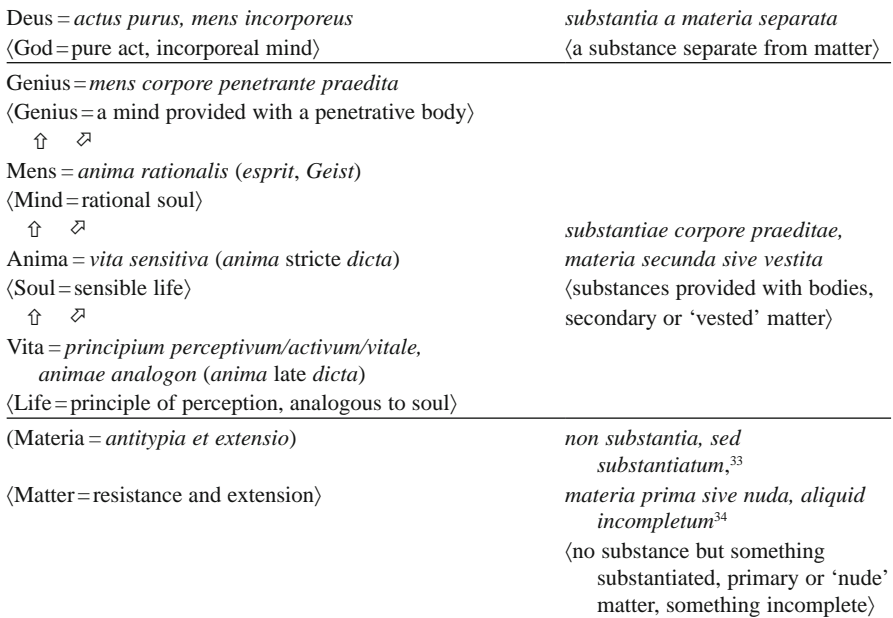 Deus = actus purus, mens incorporeus substantia a materia separata
⟨God = pure act, incorporeal mind⟩ ⟨a substance separate from matter⟩
Genius = mens corpore penetrante praedita
⟨Genius = a mind provided with a penetrative body⟩
⇧ ⬀
Mens = anima rationalis (esprit, Geist)
⟨Mind = rational soul⟩
⇧ ⬀ substantiae corpore praeditae,
Anima = vita sensitiva (anima stricte dicta) materia secunda sive vestita
⟨Soul = sensible life⟩ ⟨substances provided with bodies,
⇧ ⬀ secondary or ‘vested’ matter⟩
Vita = principium perceptivum/activum/vitale,
animae analogon (anima late dicta)
⟨Life = principle of perception, analogous to soul⟩
(Materia = antitypia et extensio) non substantia, sed
substantiatum,33
⟨Matter = resistance and extension⟩ materia prima sive nuda, aliquid
incompletum34
⟨no substance but something
substantiated, primary or ‘nude’
matter, something incomplete⟩